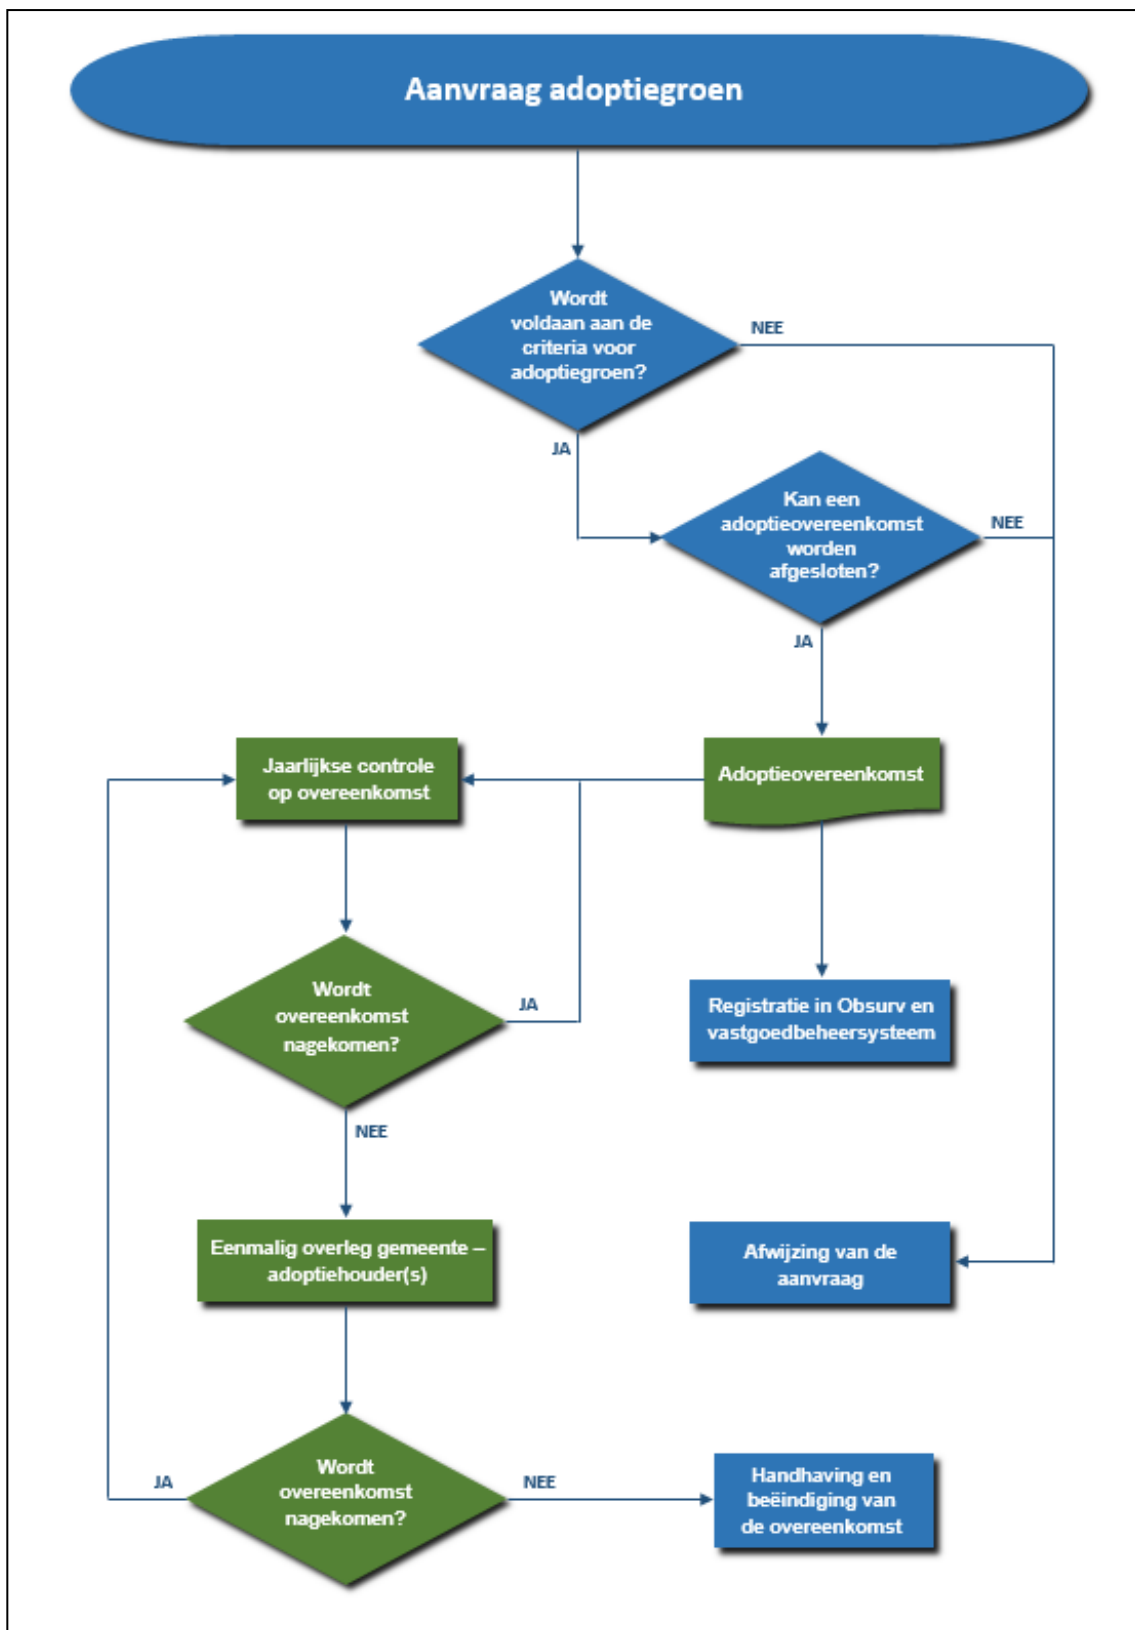 Aanvraag adoptiegroen
Wordt
voldaan aan de
criteria voor
adoptiegroen?
NEE
JA
Kan een
adoptieovereenkomst
worden
afgesloten?
NEE
JA
Jaarlijkse controle
op overeenkomst
Adoptieovereenkomst
Wordt
overeenkomst
nagekomen?
JA
NEE
Registratie in Obsurv en
vastgoedbeheersysteem
Eenmalig overleg gemeente –
adoptiehouder(s)
Afwijzing van de
aanvraag
Wordt
overeenkomst
nagekomen?
JA
NEE
Handhaving en
beëindiging van
de overeenkomst